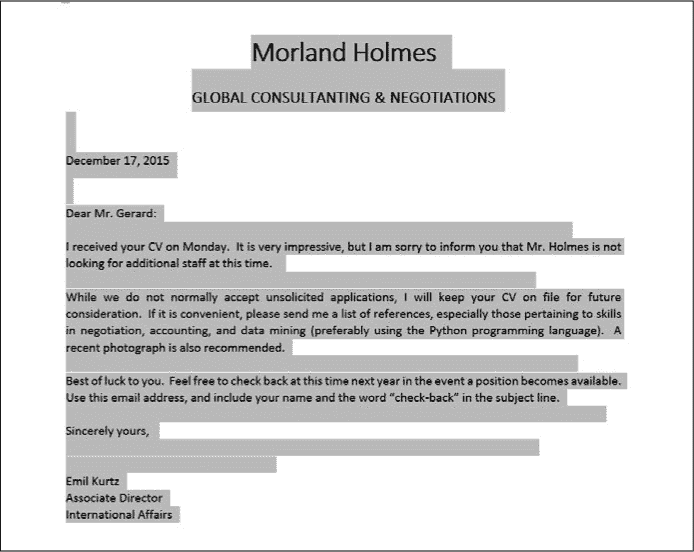 Morland Holmes
GLOBAL CONSULTANTING & NEGOTIATIONS
December 17, 2015
Dear Mr. Gerard:
I received your CV on Monday. It is very impressive, but I am sorry to inform you that Mr. Holmes is not
looking for additional staff at this time.
While we do not normally accept unsolicited applications, I will keep your CV on file for future
consideration. If it is convenient, please send me a list of references, especially those pertaining to skills
in negotiation, accounting, and data mining (preferably using the Python programming language). A
recent photograph is also recommended.
Best of luck to you. Feel free to check back at this time next year in the event a position becomes available.
Use this email address, and include your name and the word “check-back” in the subject line.
Sincerely yours,
Emil Kurtz
Associate Director
International Affairs